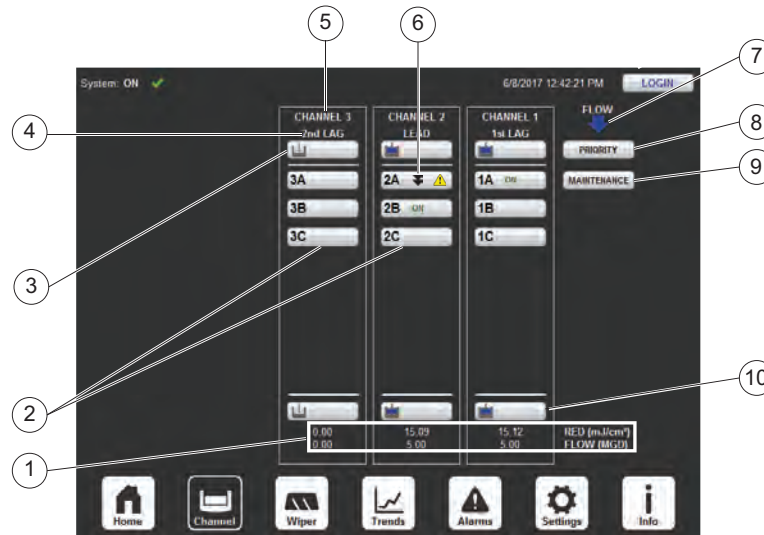 5
6
7
System: ON
6/8/2017 12:42:21 PM
LOGIN
4
CHANNEL 3
CHANNEL 2
CHANNEL 1
FLOW
2nd LAG
LEAD
1st LAG
8
PRIORITY
3A
2A
1A ON
MAINTENANCE
9
3B
2B ON
1B
3C
2C
1C
3
2
10
0.00
15.09
15.12
RED (mJ/cm²)
0.00
5.00
5.00
FLOW (MGD)
1
Home
Channel
Wiper
Trends
Alarms
Settings
Info